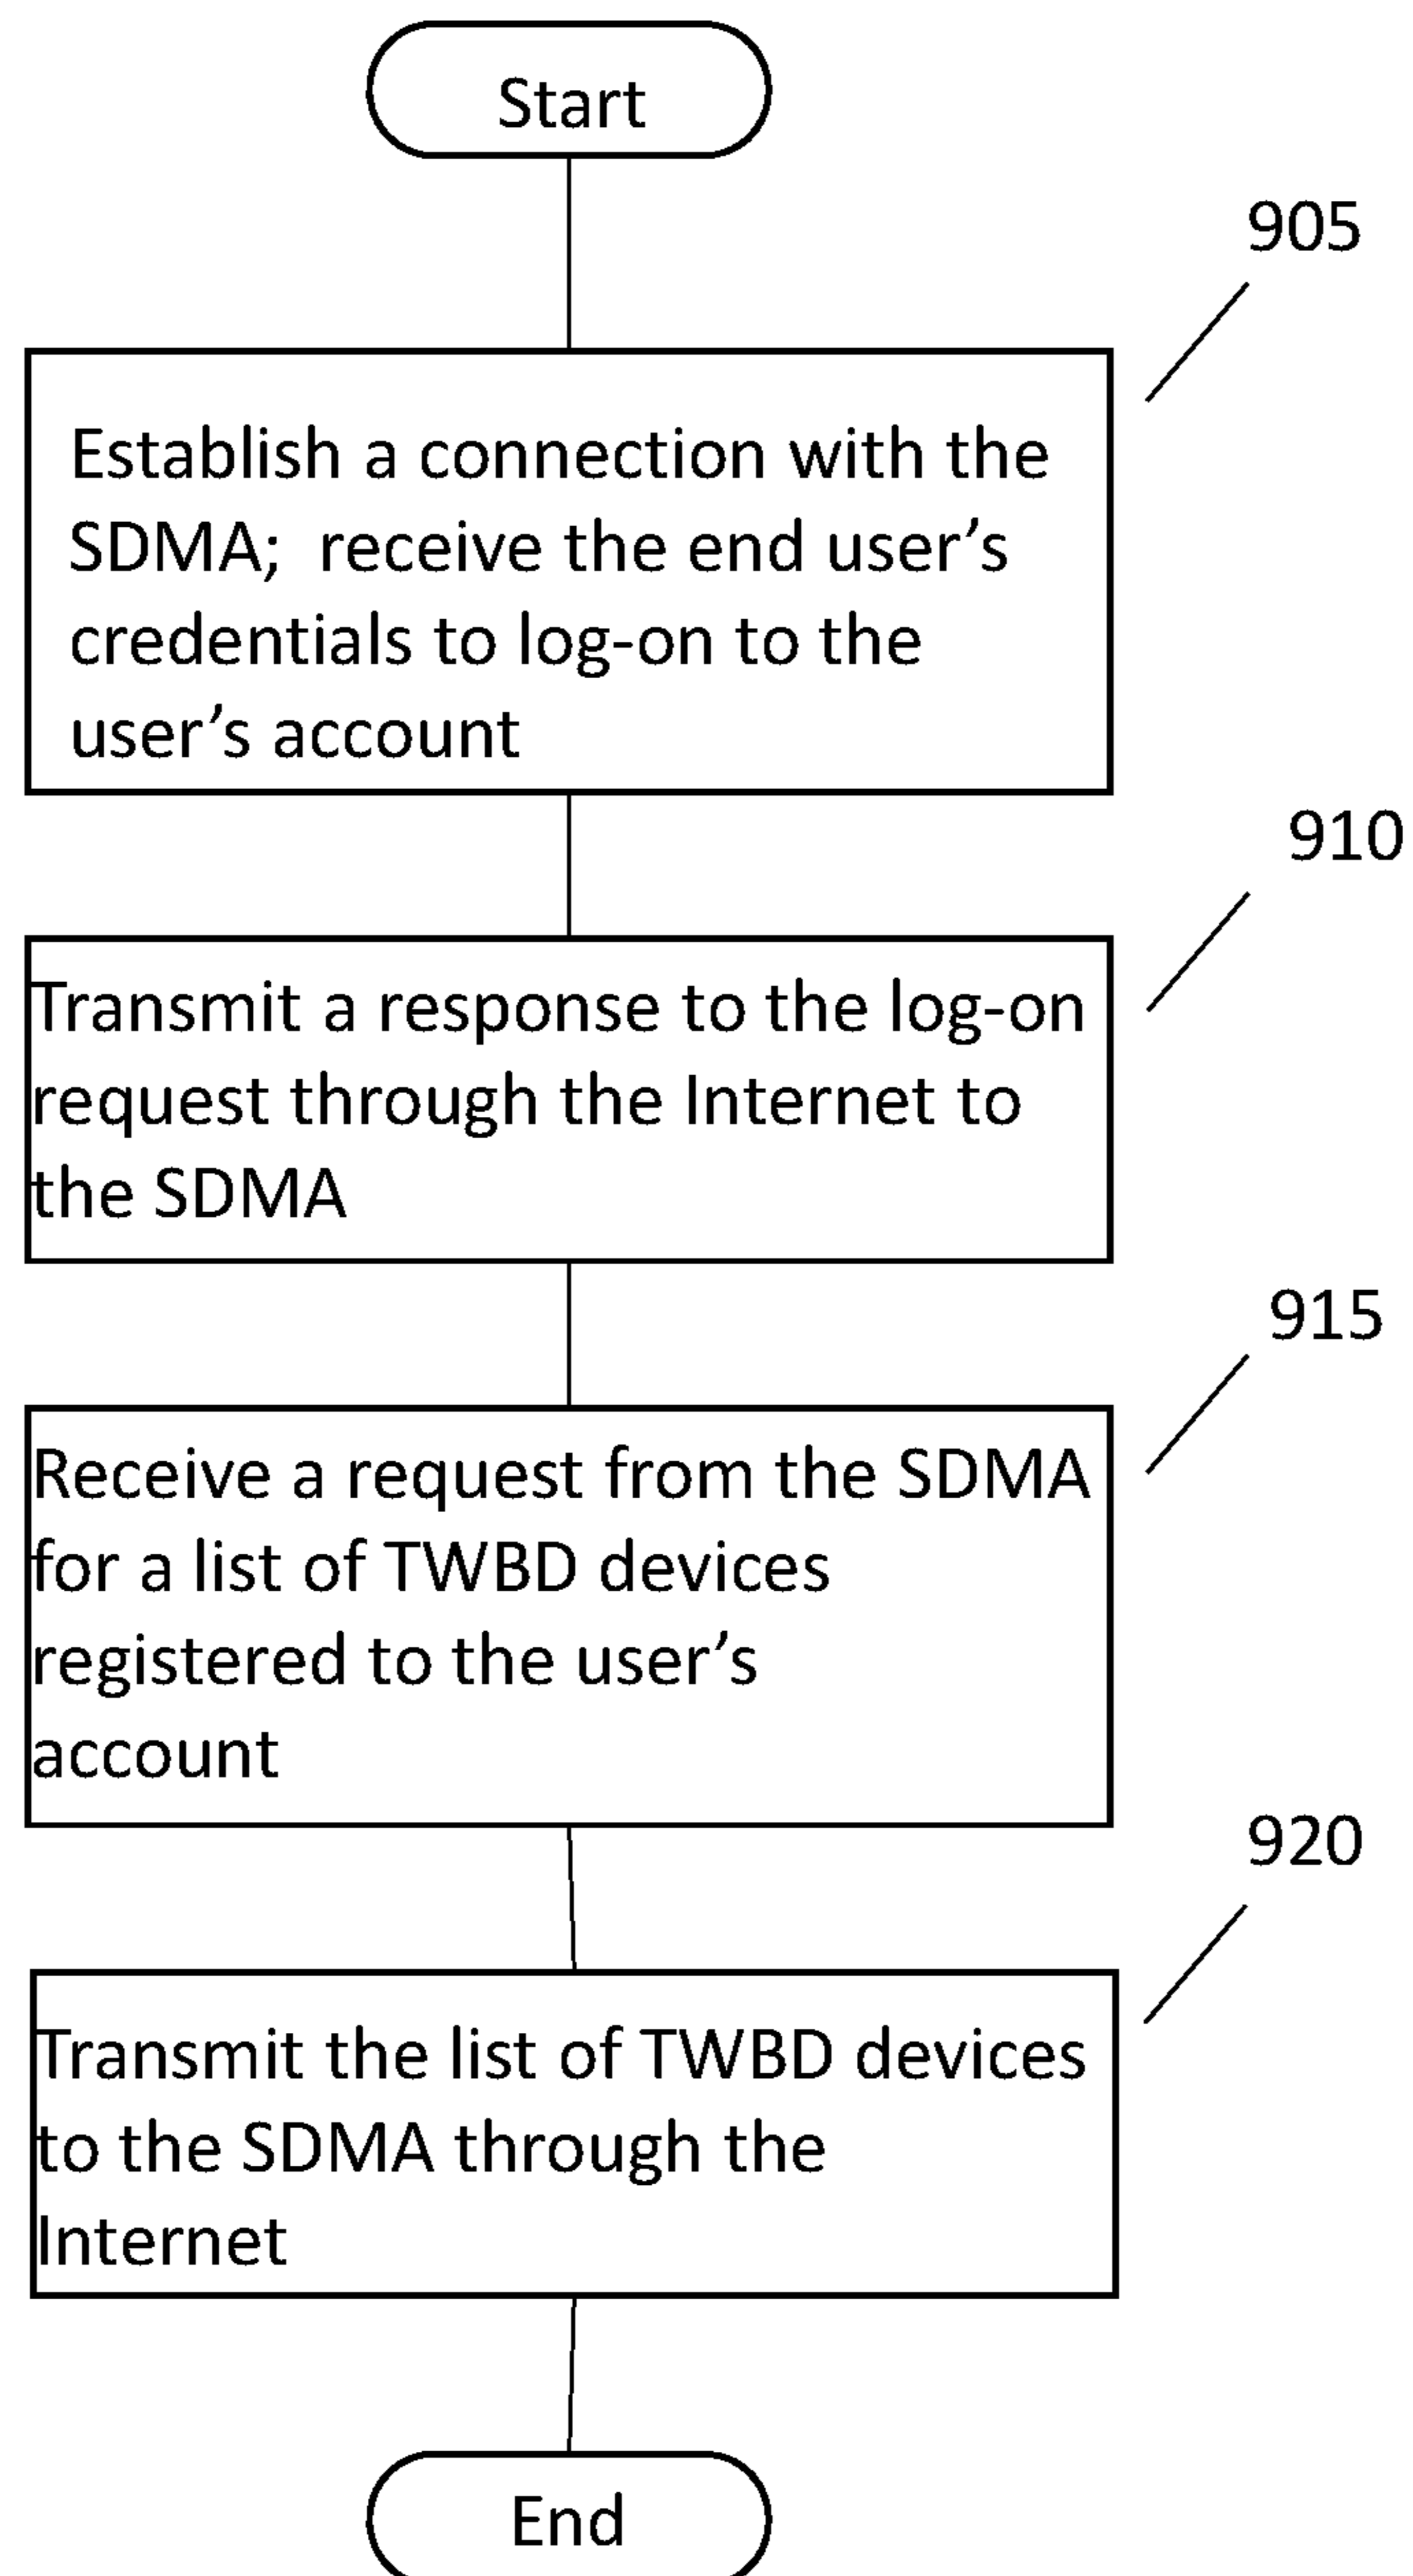 Start
905
Establish a connection with the
SDMA;  receive the end user’s
credentials to log-on to the
user’s account
910
Transmit a response to the log-on
request through the Internet to
the SDMA
915
Receive a request from the SDMA
for a list of TWBD devices
registered to the user’s
account
920
Transmit the list of TWBD devices
to the SDMA through the
Internet
End